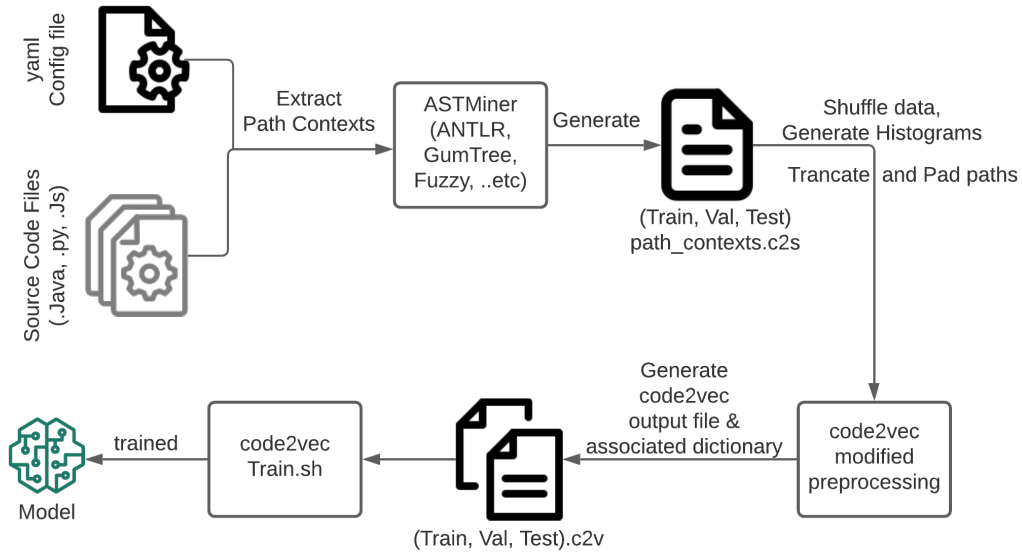 yaml
Config file
Extract
Path Contexts
ASTMiner
(ANTLR,
GumTree,
Fuzzy, ..etc)
Generate
Shuffle data,
Generate Histograms
Trancate and Pad paths
(Train, Val, Test)
path_contexts.c2s
Source Code Files
(.Java, .py, .Js)
Generate
code2vec
output file &
associated dictionary
code2vec
modified
preprocessing
(Train, Val, Test).c2v
code2vec
Train.sh
trained
Model